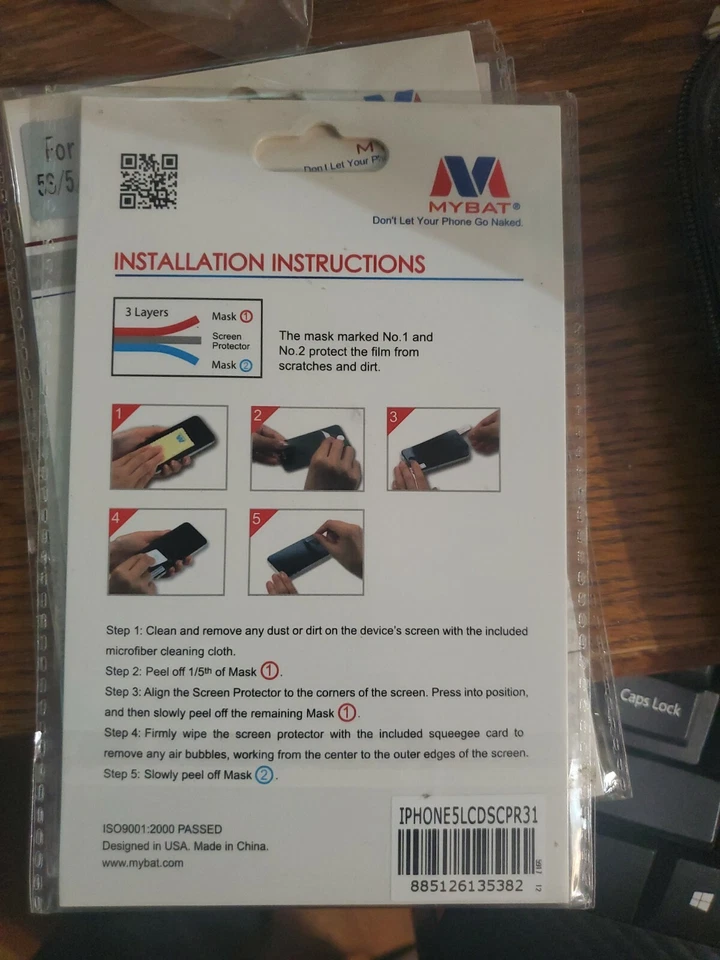 For
5S/5
M
Don't Let Your P
MYBAT®
Don't Let Your Phone Go Naked.
INSTALLATION INSTRUCTIONS
3 Layers
Mask 1
Screen
Protector
Mask 2
The mask marked No.1 and
No.2 protect the film from
scratches and dirt.
1
2
3
4
5
Step 1: Clean and remove any dust or dirt on the device's screen with the included
microfiber cleaning cloth.
Step 2: Peel off 1/5th of Mask 1.
Step 3: Align the Screen Protector to the corners of the screen. Press into position,
and then slowly peel off the remaining Mask 1.
Step 4: Firmly wipe the screen protector with the included squeegee card to
remove any air bubbles, working from the center to the outer edges of the screen.
Step 5: Slowly peel off Mask 2.
ISO9001:2000 PASSED
Designed in USA. Made in China.
www.mybat.com
IPHONE5LCDSCPR31
885126135382
Caps Lock